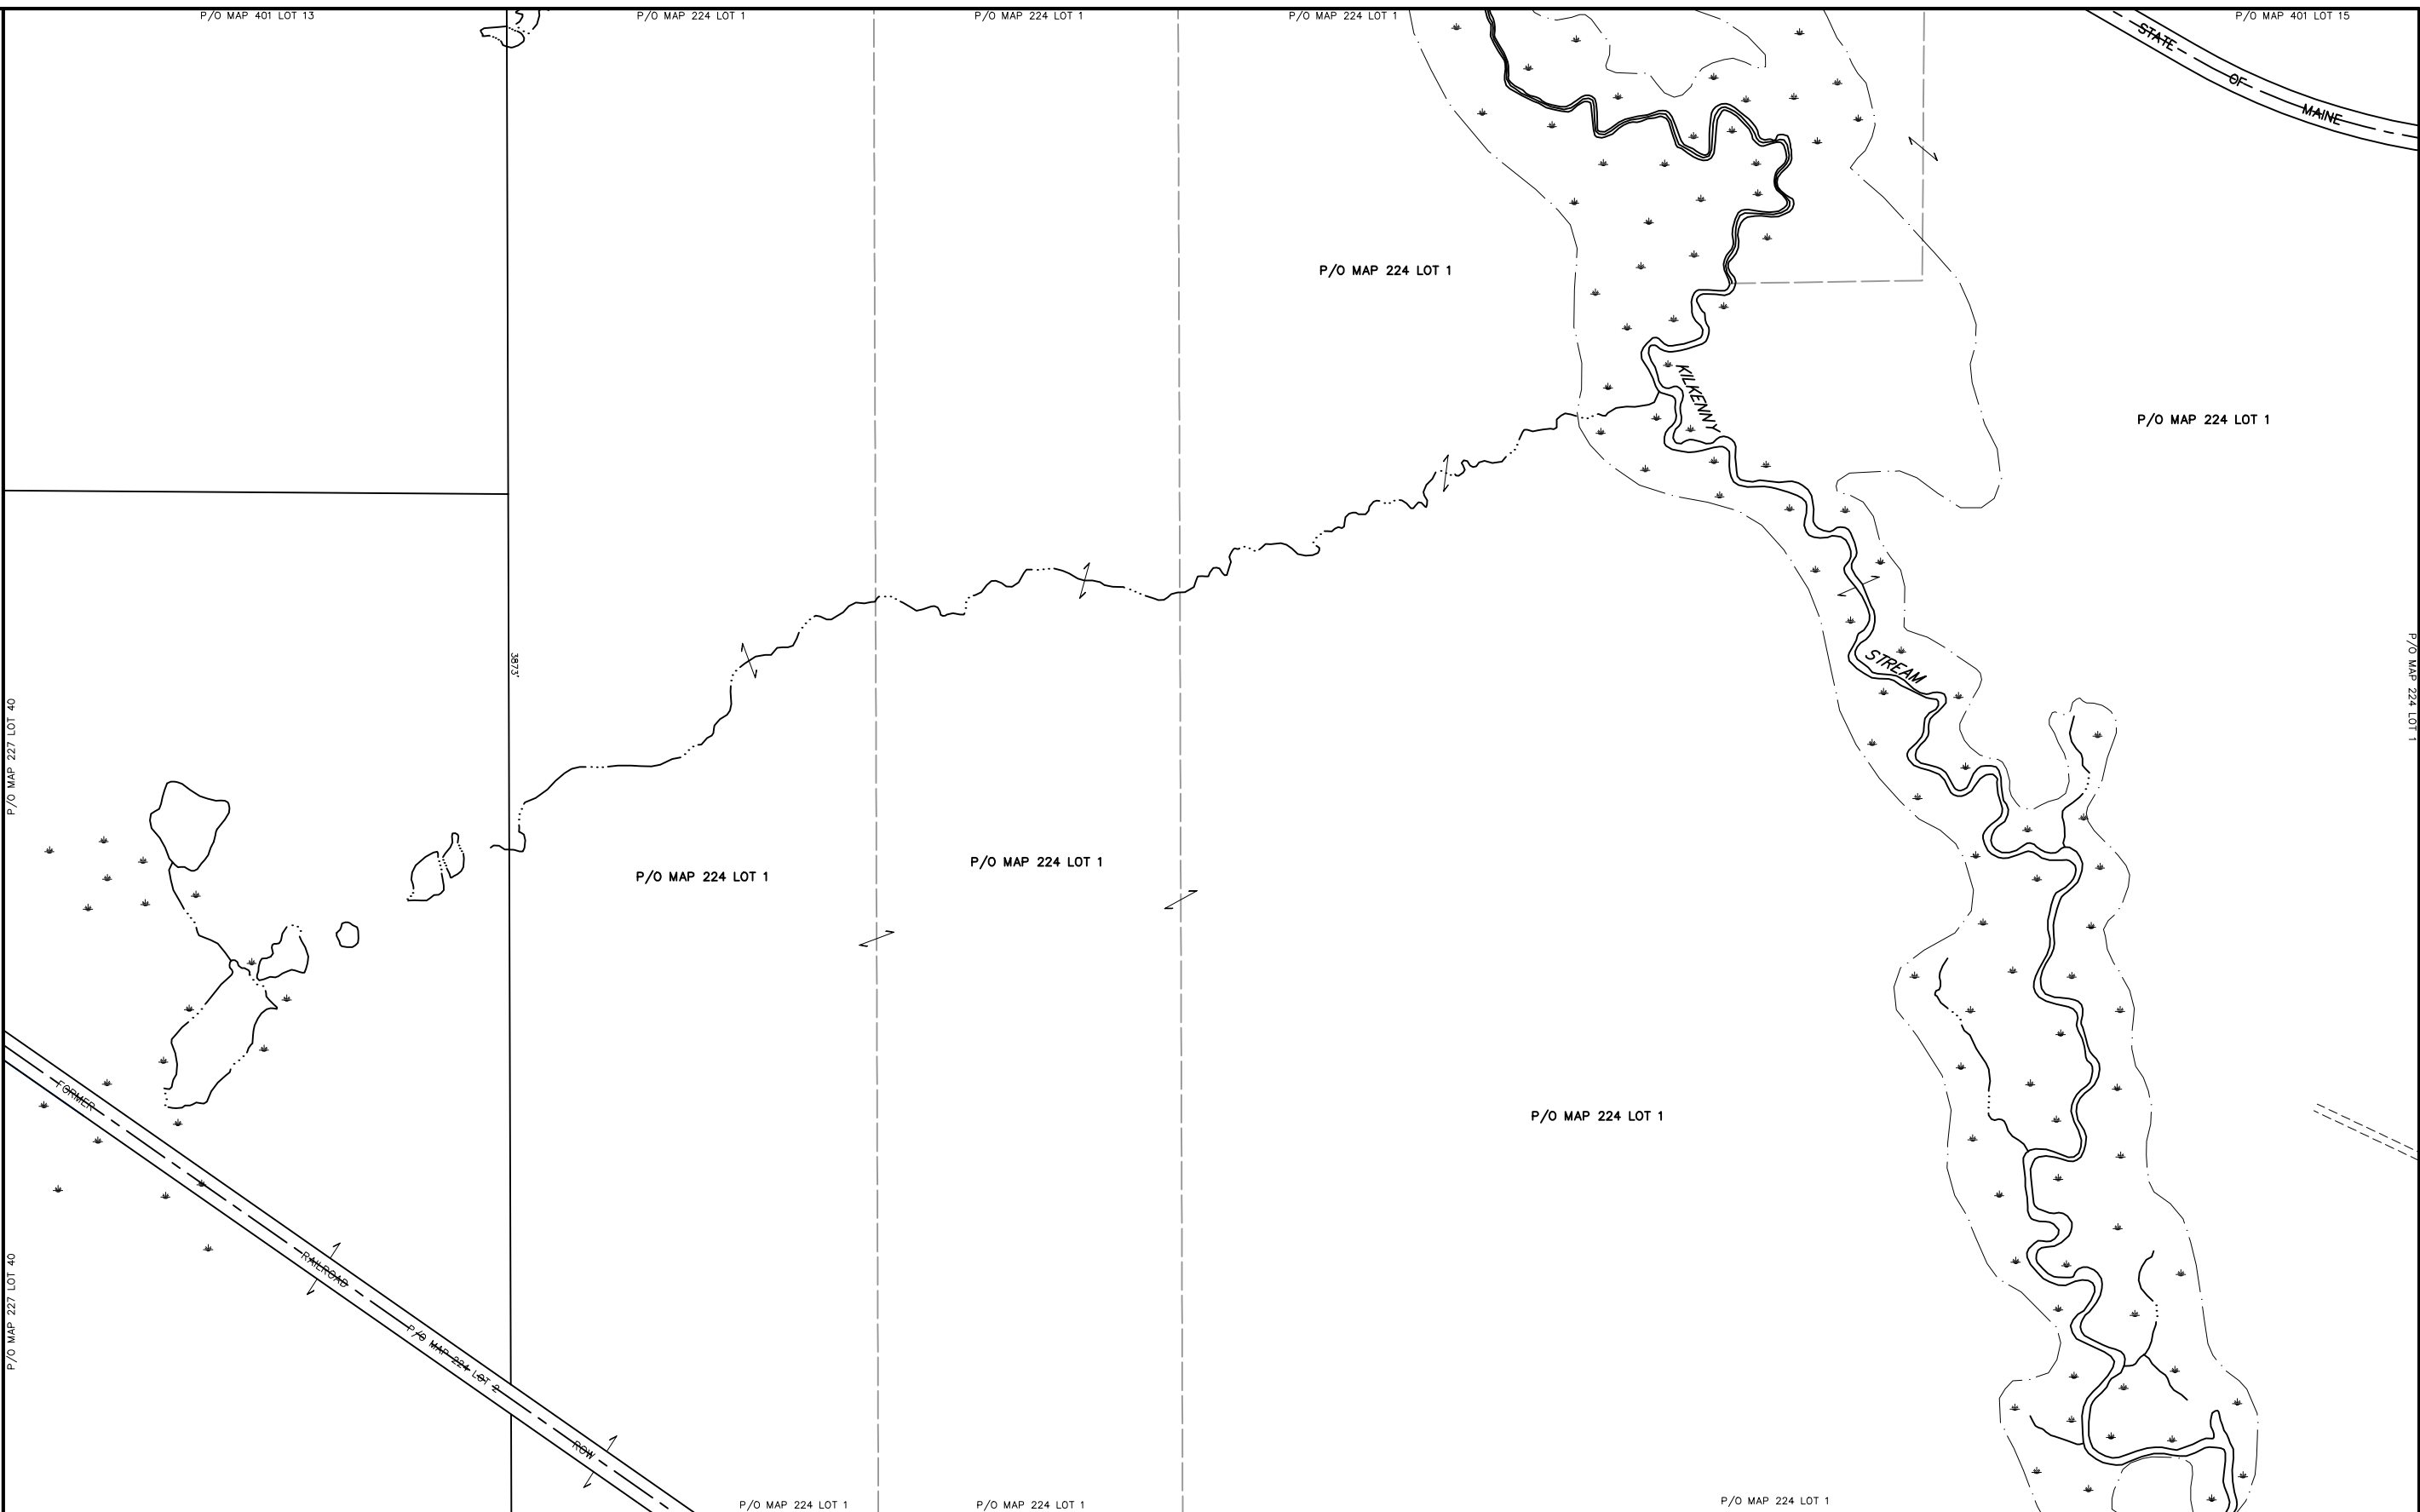 P/O MAP 401 LOT 13
P/O MAP 224 LOT 1
P/O MAP 224 LOT 1
P/O MAP 224 LOT 1
P/O MAP 401 LOT 15
STATE
OF
MAINE
P/O MAP 224 LOT 1
KILKENNY
P/O MAP 224 LOT 1
3873'
STREAM
P/O MAP 224 LOT 1
P/O MAP 227 LOT 40
P/O MAP 224 LOT 1
P/O MAP 224 LOT 1
FORMER
P/O MAP 224 LOT 1
RAILROAD
P/O MAP 227 LOT 40
P/O MAP 224 LOT 2
ROW
P/O MAP 224 LOT 1
P/O MAP 224 LOT 1
P/O MAP 224 LOT 1